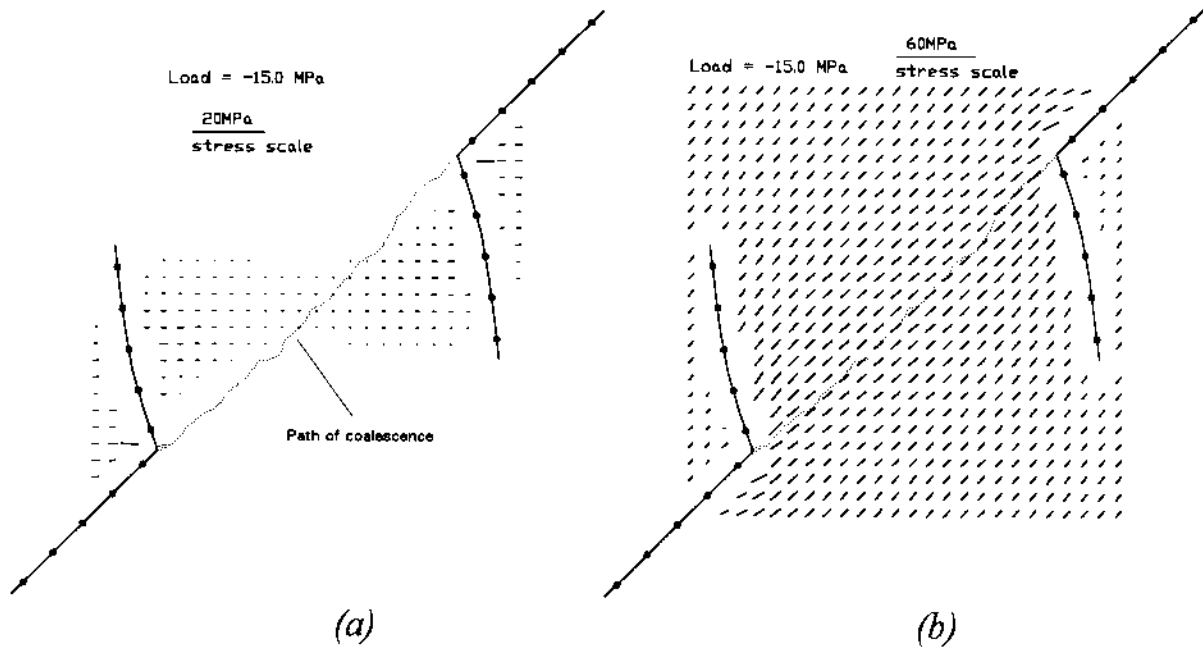 Load = -15.0 MPa
20MPa
stress scale
Path of coalescence
(a)
60MPa
Load = -15.0 MPa
stress scale
(b)